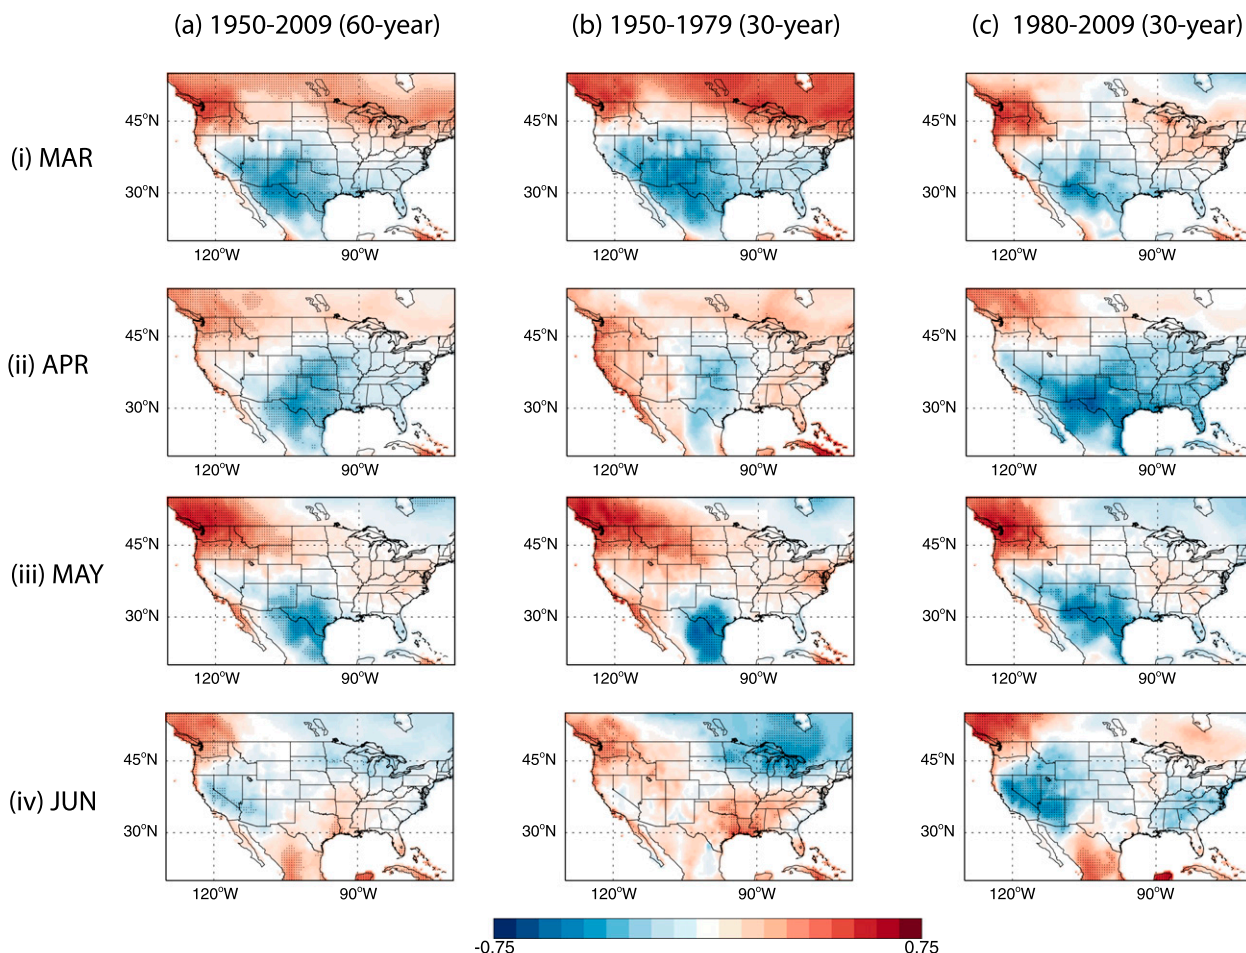 (a) 1950-2009 (60-year) (b) 1950-1979 (30-year) (c) 1980-2009 (30-year)
(i) MAR
45°N 45°N 45°N
30°N 30°N 30°N
120°W 90°W 120°W 90°W 120°W 90°W
(ii) APR
45°N 45°N 45°N
30°N 30°N 30°N
120°W 90°W 120°W 90°W 120°W 90°W
(iii) MAY
45°N 45°N 45°N
30°N 30°N 30°N
120°W 90°W 120°W 90°W 120°W 90°W
(iv) JUN
45°N 45°N 45°N
30°N 30°N 30°N
120°W 90°W 120°W 90°W 120°W 90°W
-0.75 0.75